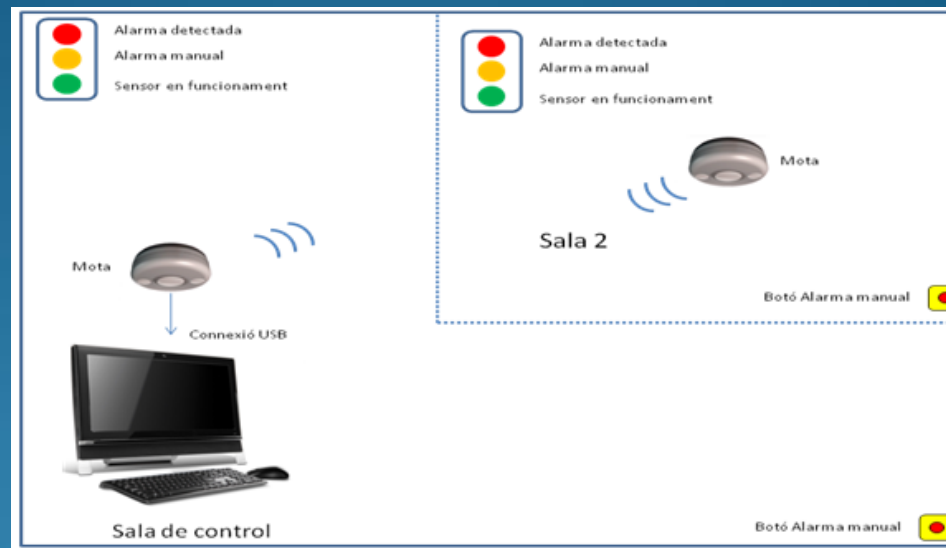 Alarma detectada
Alarma manual
Sensor en funcionament
Alarma detectada
Alarma manual
Sensor en funcionament
Mota
Sala 2
Mota
Botó Alarma manual
Connexió USB
Sala de control
Botó Alarma manual